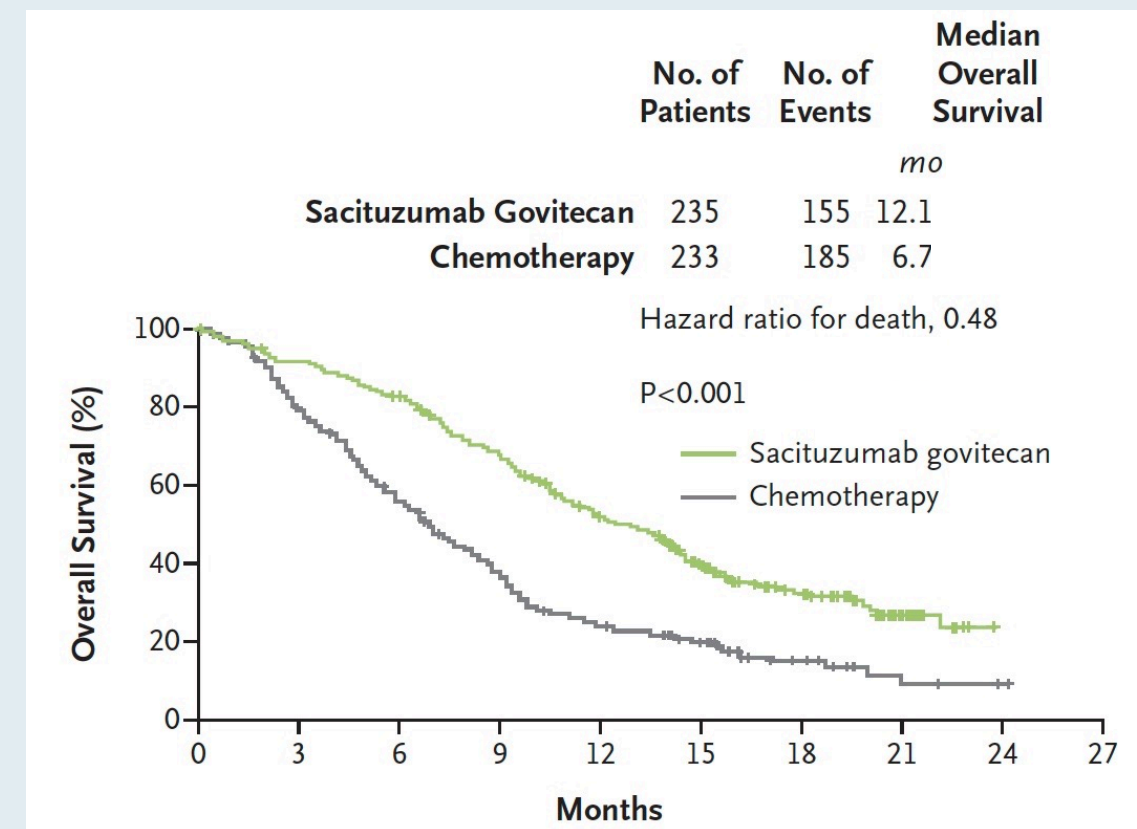 Median
No. of No. of Overall
Patients Events Survival
mo
Sacituzumab Govitecan 235 155 12.1
Chemotherapy 233 185 6.7
Hazard ratio for death, 0.48
P<0.001
Sacituzumab govitecan
Chemotherapy
Overall Survival (%)
100
80
60
40
20
0
0 3 6 9 12 15 18 21 24 27
Months